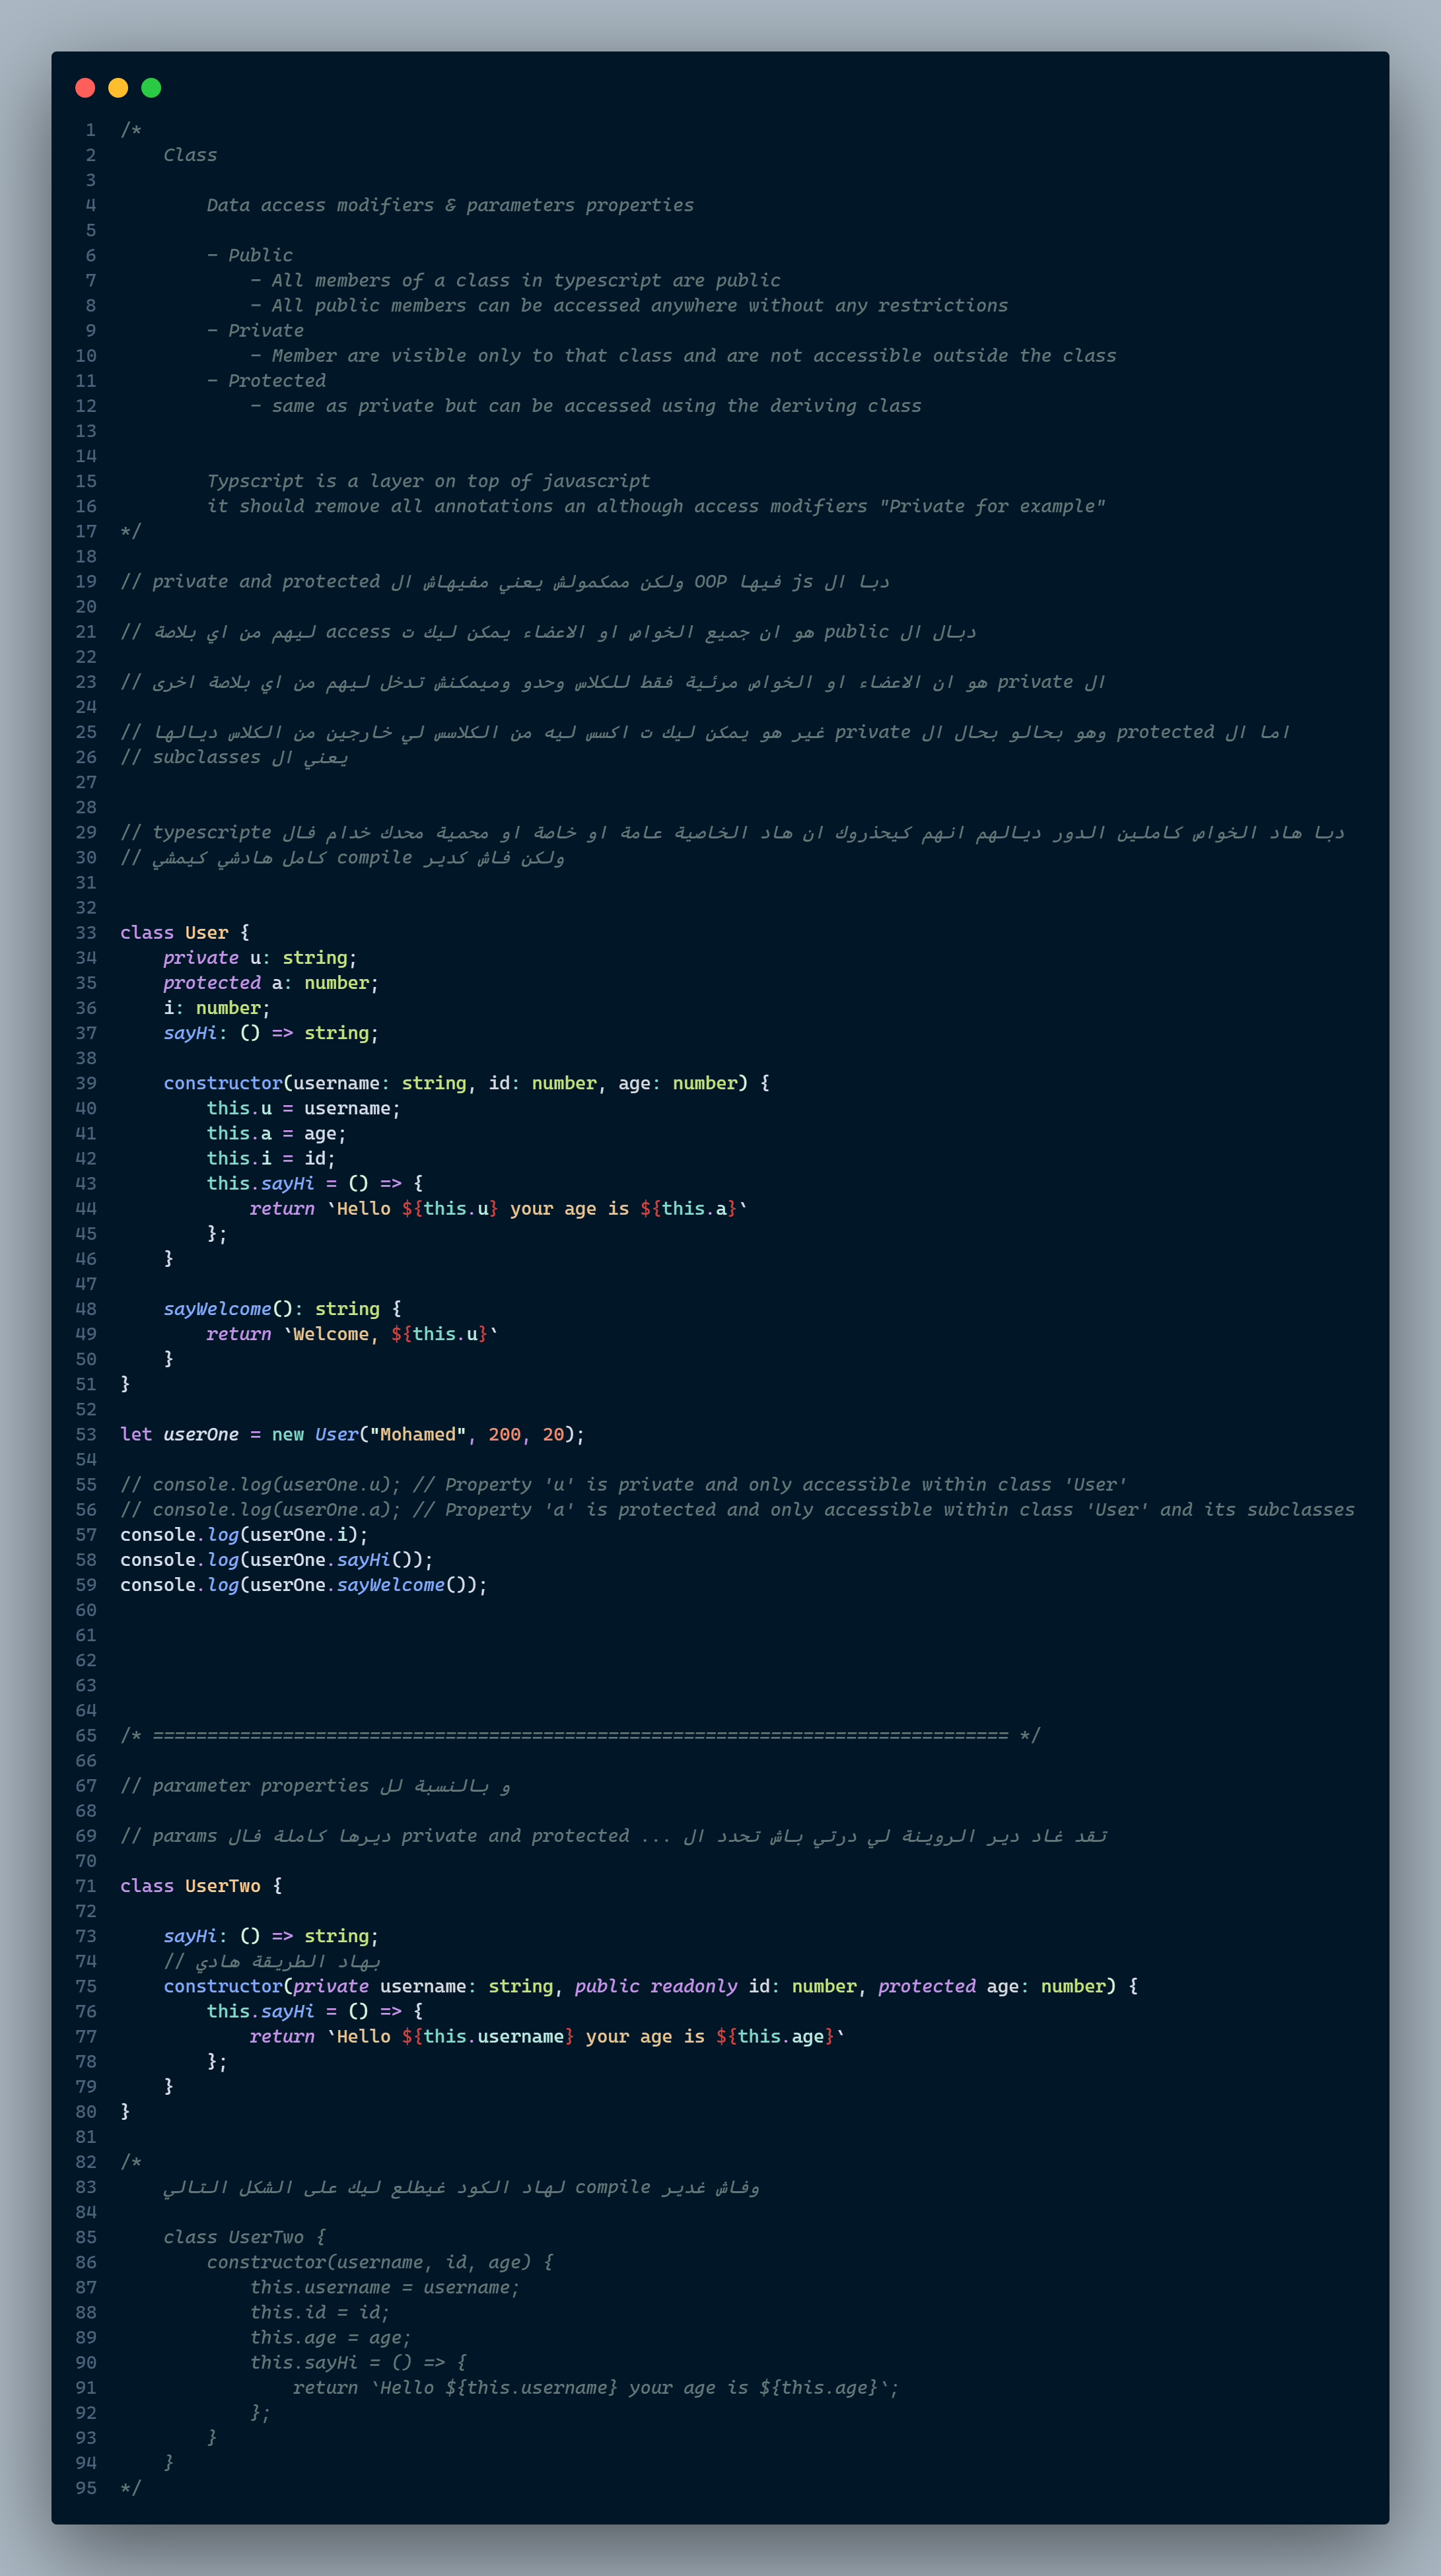 1 /*
2 Class
3
4 Data access modifiers & parameters properties
5
6 - Public
7 - All members of a class in typescript are public
8 - All public members can be accessed anywhere without any restrictions
9 - Private
10 - Member are visible only to that class and are not accessible outside the class
11 - Protected
12 - same as private but can be accessed using the deriving class
13
14
15 Typscript is a layer on top of javascript
16 it should remove all annotations an although access modifiers "Private for example"
17 */
18
19 // دبا ال js فيها OOP ولكن ممكمولش يعني مفيهاش ال private and protected
20
21 // دبال ال public هو ان جميع الخواص او الاعضاء يمكن ليك ت access ليهم من اي بلاصة
22
23 // ال private هو ان الاعضاء او الخواص مرئية فقط للكلاس وحدو وميمكنش تدخل ليهم من اي بلاصة اخرى
24
25 // اما ال protected وهو بحالو بحال ال private غير هو يمكن ليك ت اكسس ليه من الكلاسس لي خارجين من الكلاس ديالها
26 // يعني ال subclasses
27
28
29 // دبا هاد الخواص كاملين الدور ديالهم انهم كيحذروك ان هاد الخاصية عامة او خاصة او محمية محدك خدام فال typescripte
30 // ولكن فاش كدير compile كامل هادشي كيمشي
31
32
33 class User {
34 private u: string;
35 protected a: number;
36 i: number;
37 sayHi: () => string;
38
39 constructor(username: string, id: number, age: number) {
40 this.u = username;
41 this.a = age;
42 this.i = id;
43 this.sayHi = () => {
44 return `Hello ${this.u} your age is ${this.a}`
45 };
46 }
47
48 sayWelcome(): string {
49 return `Welcome, ${this.u}`
50 }
51 }
52
53 let userOne = new User("Mohamed", 200, 20);
54
55 // console.log(userOne.u); // Property 'u' is private and only accessible within class 'User'
56 // console.log(userOne.a); // Property 'a' is protected and only accessible within class 'User' and its subclasses
57 console.log(userOne.i);
58 console.log(userOne.sayHi());
59 console.log(userOne.sayWelcome());
60
61
62
63
64
65 /* =============================================================================== */
66
67 // و بالنسبة لل parameter properties
68
69 // تقد غاد دير الروينة لي درتي باش تحدد ال private and protected ... ديرها كاملة فال params
70
71 class UserTwo {
72
73 sayHi: () => string;
74 // بهاد الطريقة هادي
75 constructor(private username: string, public readonly id: number, protected age: number) {
76 this.sayHi = () => {
77 return `Hello ${this.username} your age is ${this.age}`
78 };
79 }
80 }
81
82 /*
83 وفاش غدير compile لهاد الكود غيطلع ليك على الشكل التالي
84
85 class UserTwo {
86 constructor(username, id, age) {
87 this.username = username;
88 this.id = id;
89 this.age = age;
90 this.sayHi = () => {
91 return `Hello ${this.username} your age is ${this.age}`;
92 };
93 }
94 }
95 */